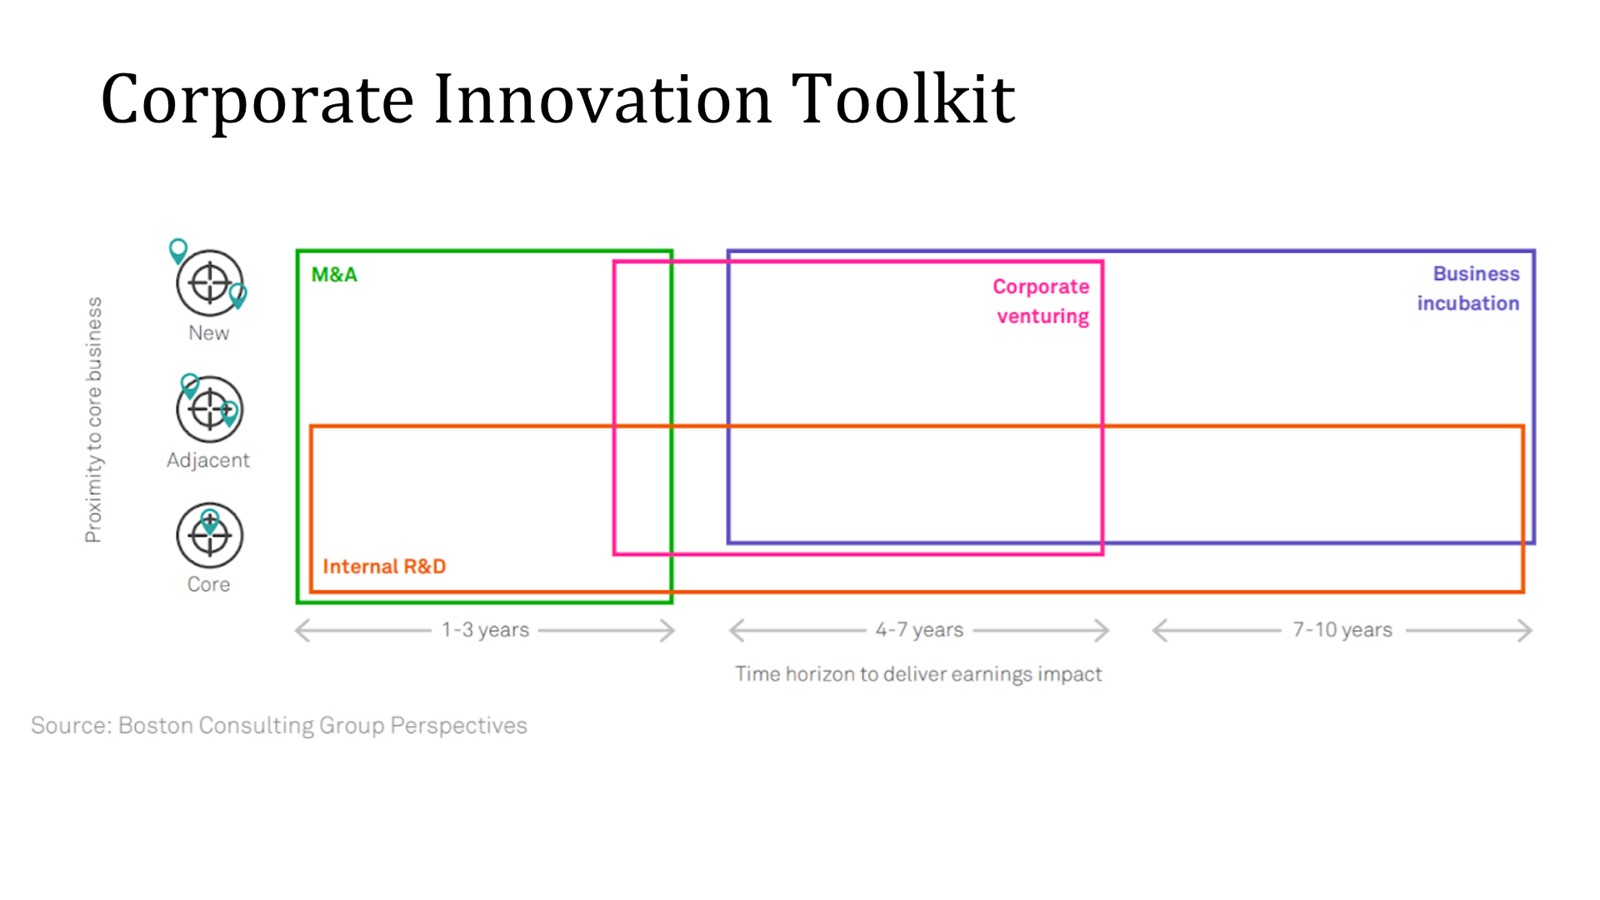 Corporate Innovation Toolkit
Proximity to core business
New
Adjacent
Core
M&A
Corporate
venturing
Business
incubation
Internal R&D
1-3 years
4-7 years
7-10 years
Time horizon to deliver earnings impact
Source: Boston Consulting Group Perspectives